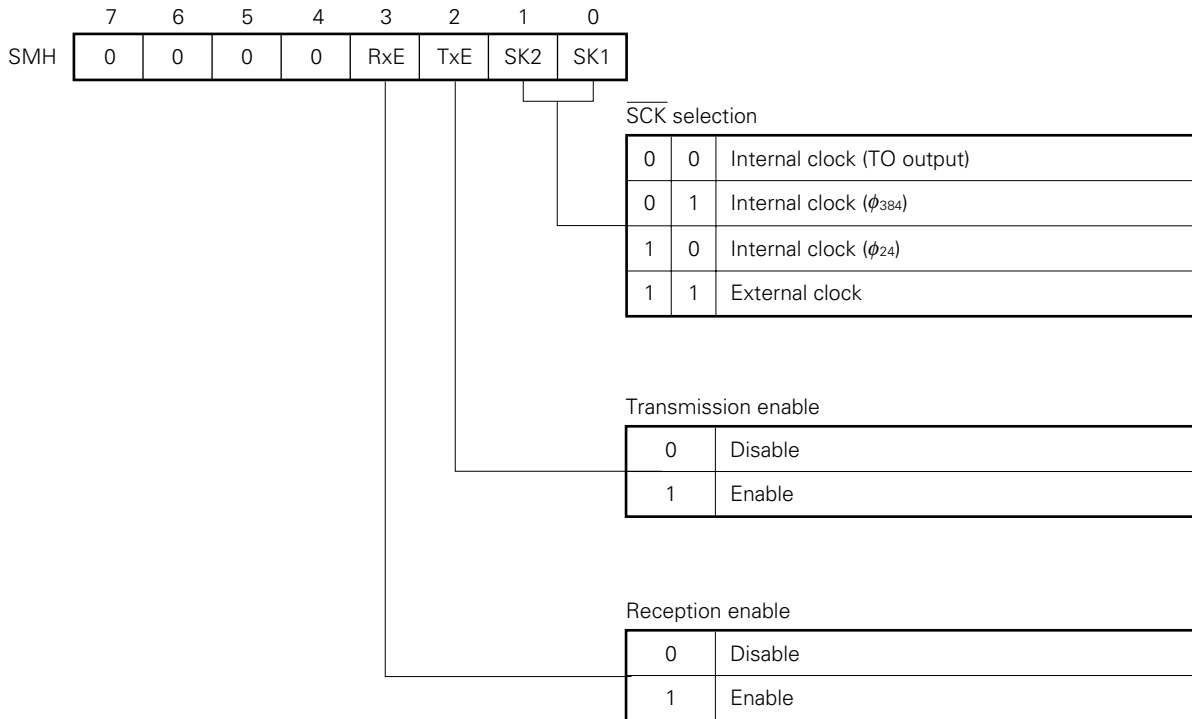 7 6 5 4 3 2 1 0
SMH 0 0 0 0 RxE TxE SK2 SK1
SCK selection
0 0 Internal clock (TO output)
0 1 Internal clock (ϕ384)
1 0 Internal clock (ϕ24)
1 1 External clock
Transmission enable
0 Disable
1 Enable
Reception enable
0 Disable
1 Enable